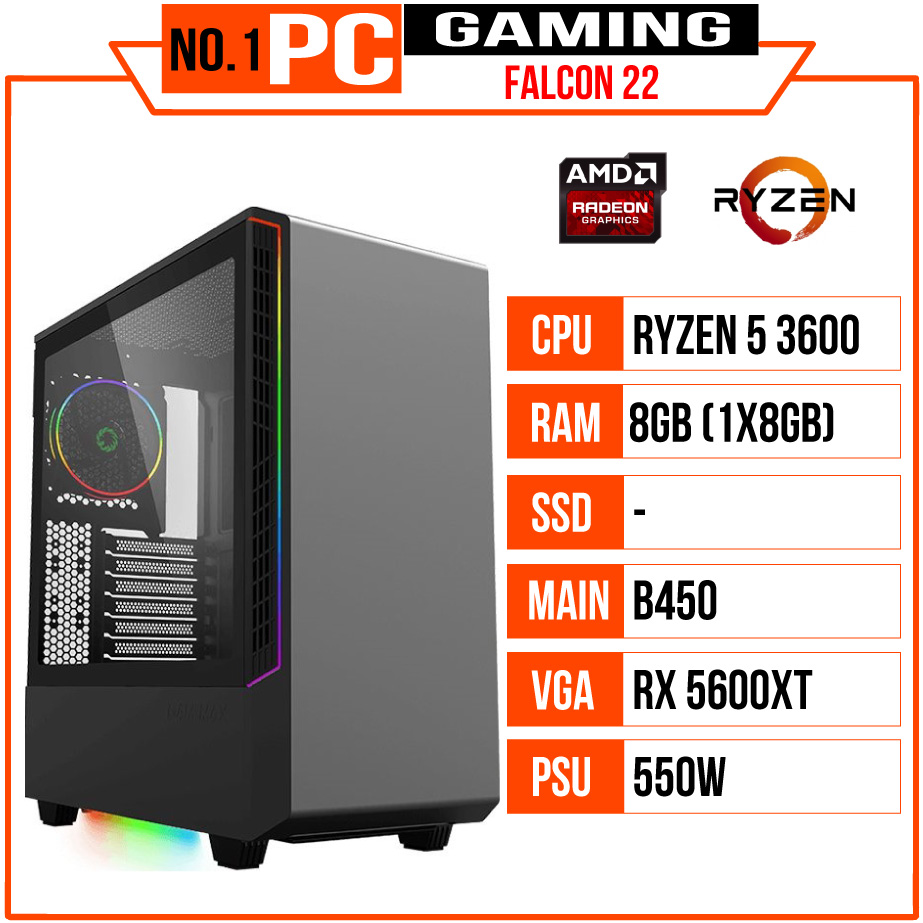 NO.1 PC GAMING
FALCON 22
AMD
RADEON
GRAPHICS
RYZEN
CPU RYZEN 5 3600
RAM 8GB (1X8GB)
SSD -
MAIN B450
VGA RX 5600XT
PSU 550W